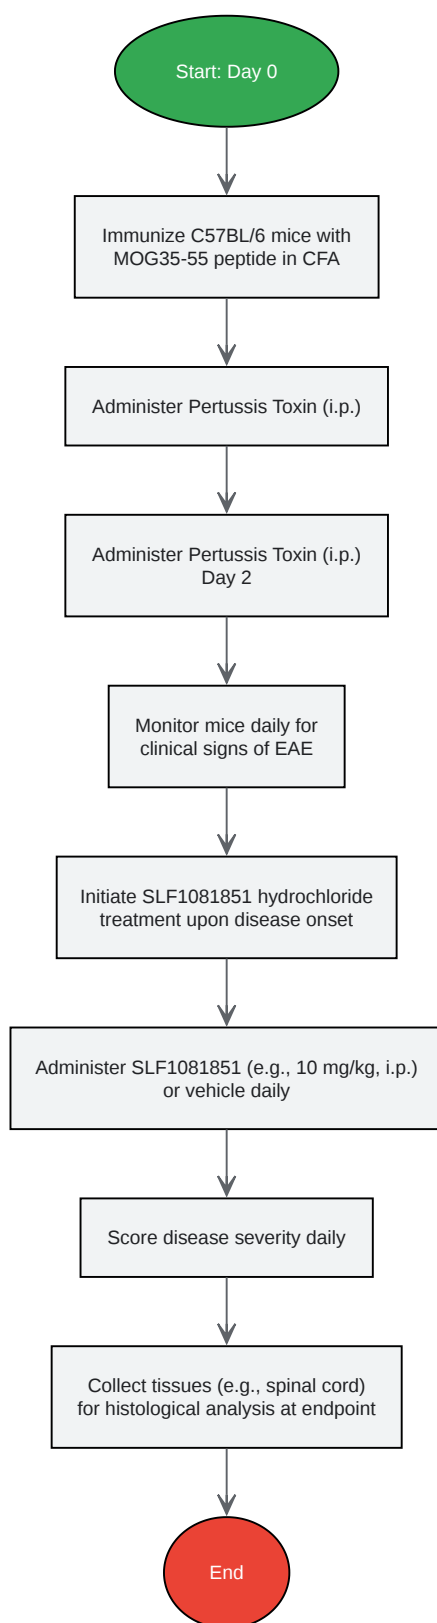 Start: Day 0
Immunize C57BL/6 mice with
MOG35-55 peptide in CFA
Administer Pertussis Toxin (i.p.)
Administer Pertussis Toxin (i.p.)
Day 2
Monitor mice daily for
clinical signs of EAE
Initiate SLF1081851 hydrochloride
treatment upon disease onset
Administer SLF1081851 (e.g., 10 mg/kg, i.p.)
or vehicle daily
Score disease severity daily
Collect tissues (e.g., spinal cord)
for histological analysis at endpoint
End